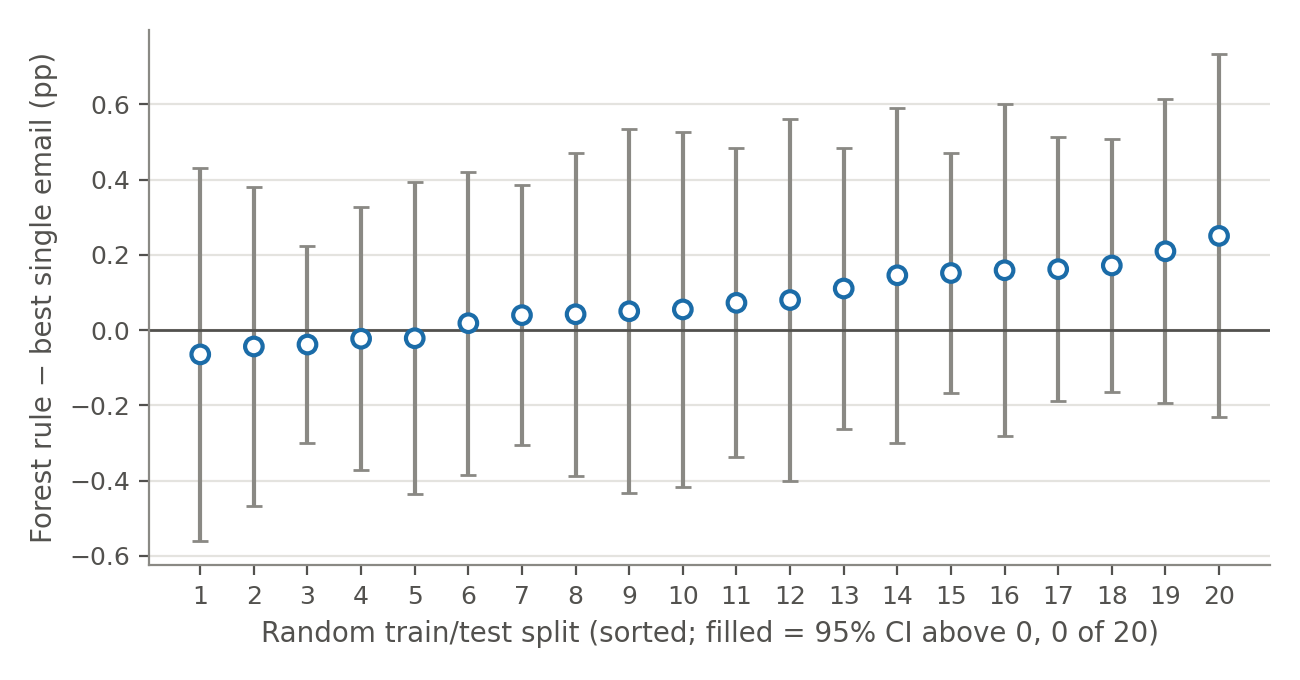 Forest rule − best single email (pp)
0.6
0.4
0.2
0.0
−0.2
−0.4
−0.6
1 2 3 4 5 6 7 8 9 10 11 12 13 14 15 16 17 18 19 20
Random train/test split (sorted; filled = 95% CI above 0, 0 of 20)